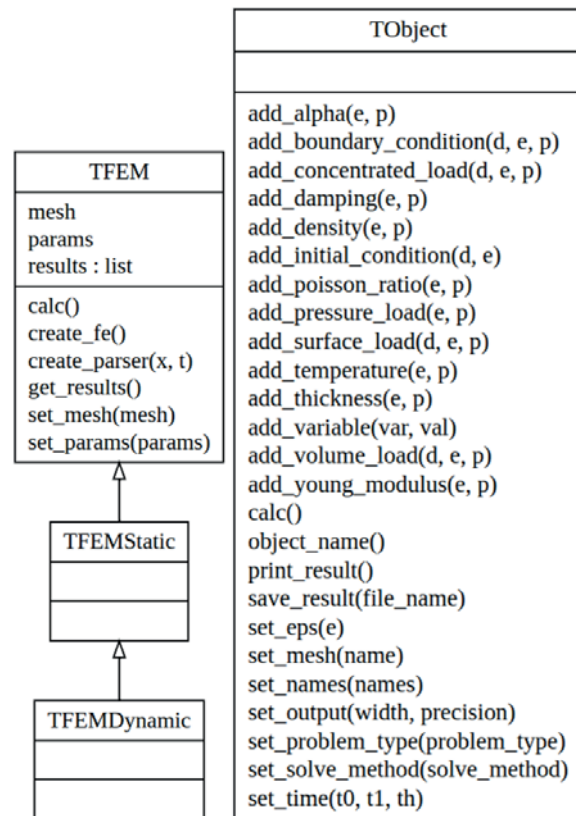 TFEM
mesh
params
results : list
calc()
create_fe()
create_parser(x, t)
get_results()
set_mesh(mesh)
set_params(params)
TFEMStatic
TFEMDynamic
TObject
add_alpha(e, p)
add_boundary_condition(d, e, p)
add_concentrated_load(d, e, p)
add_damping(e, p)
add_density(e, p)
add_initial_condition(d, e)
add_poisson_ratio(e, p)
add_pressure_load(e, p)
add_surface_load(d, e, p)
add_temperature(e, p)
add_thickness(e, p)
add_variable(var, val)
add_volume_load(d, e, p)
add_young_modulus(e, p)
calc()
object_name()
print_result()
save_result(file_name)
set_eps(e)
set_mesh(name)
set_names(names)
set_output(width, precision)
set_problem_type(problem_type)
set_solve_method(solve_method)
set_time(t0, t1, th)